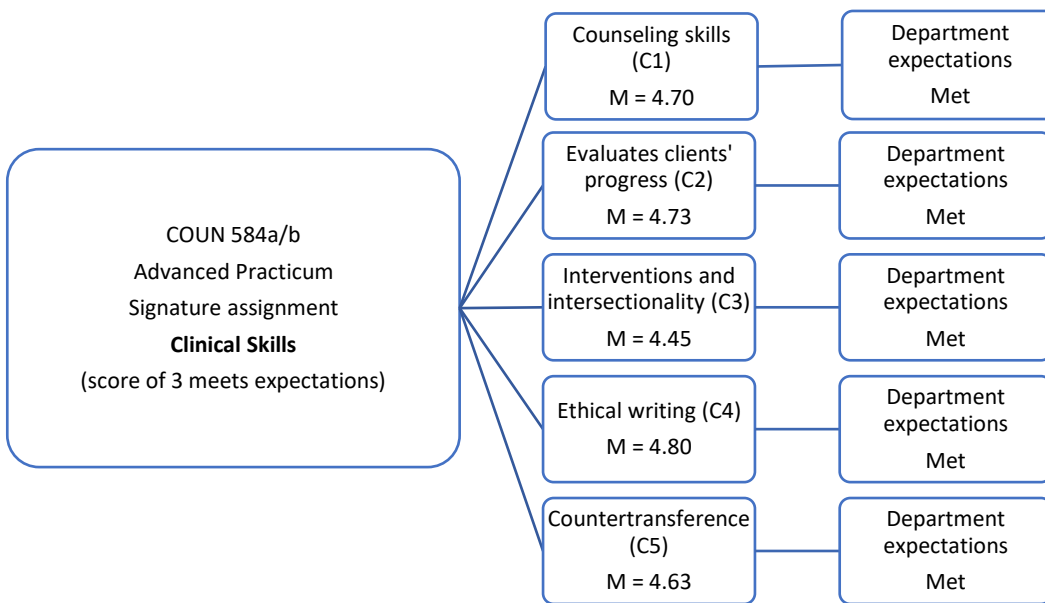 COUN 584a/b
Advanced Practicum
Signature assignment
Clinical Skills
(score of 3 meets expectations)
Counseling skills
(C1)
M = 4.70
Department
expectations
Met
Evaluates clients'
progress (C2)
M = 4.73
Department
expectations
Met
Interventions and
intersectionality (C3)
M = 4.45
Department
expectations
Met
Ethical writing (C4)
M = 4.80
Department
expectations
Met
Countertransference
(C5)
M = 4.63
Department
expectations
Met